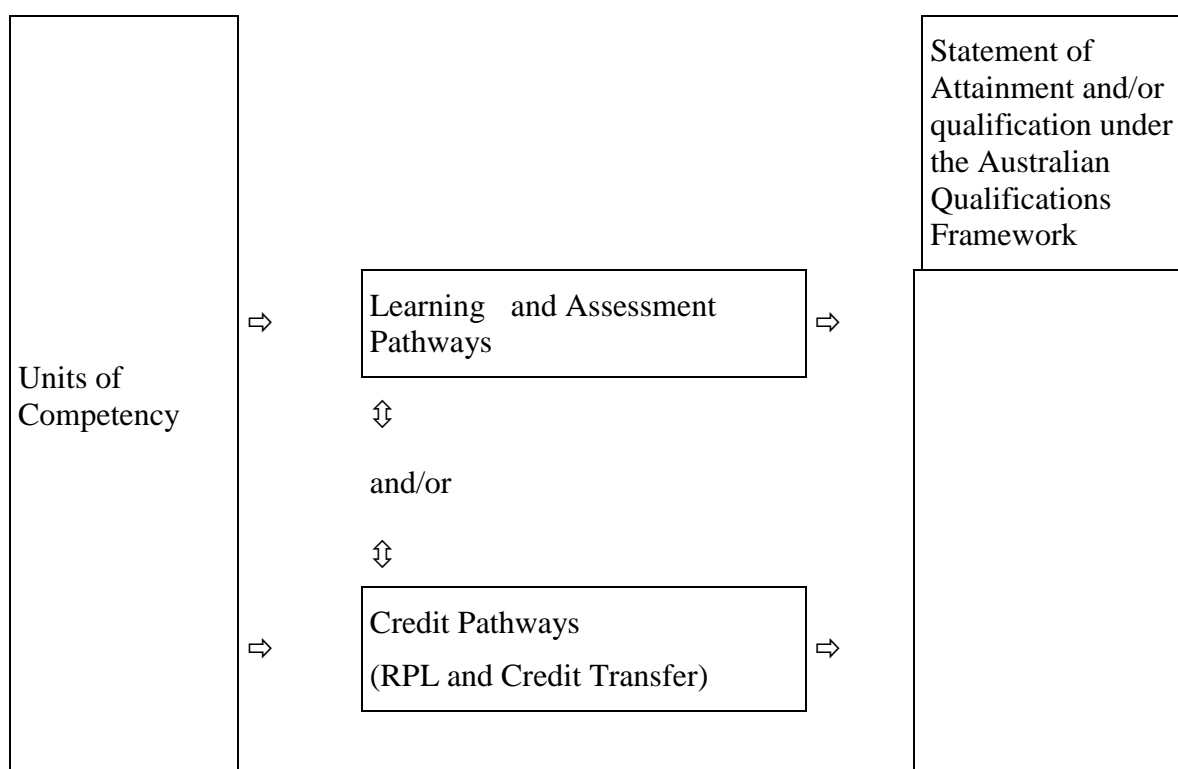 Units of
Competency
⇨
Learning and Assessment
Pathways
⇨
⇕
and/or
⇕
⇨
Credit Pathways
(RPL and Credit Transfer)
⇨
Statement of
Attainment and/or
qualification under
the Australian
Qualifications
Framework